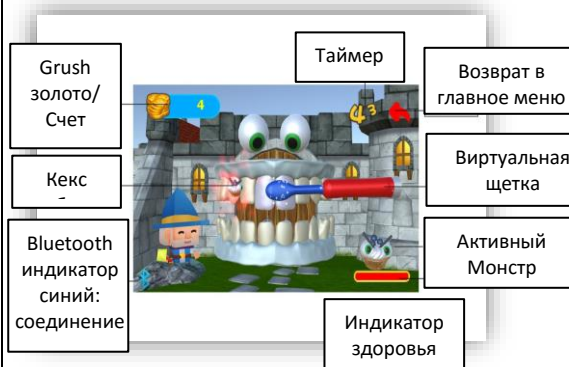 Таймер
Grush
золото/
Счет
Возврат в
главное меню
4
43
Виртуальная
щетка
Кекс
Bluetooth
индикатор
синий:
соединение
Активный
Монстр
Индикатор
здоровья